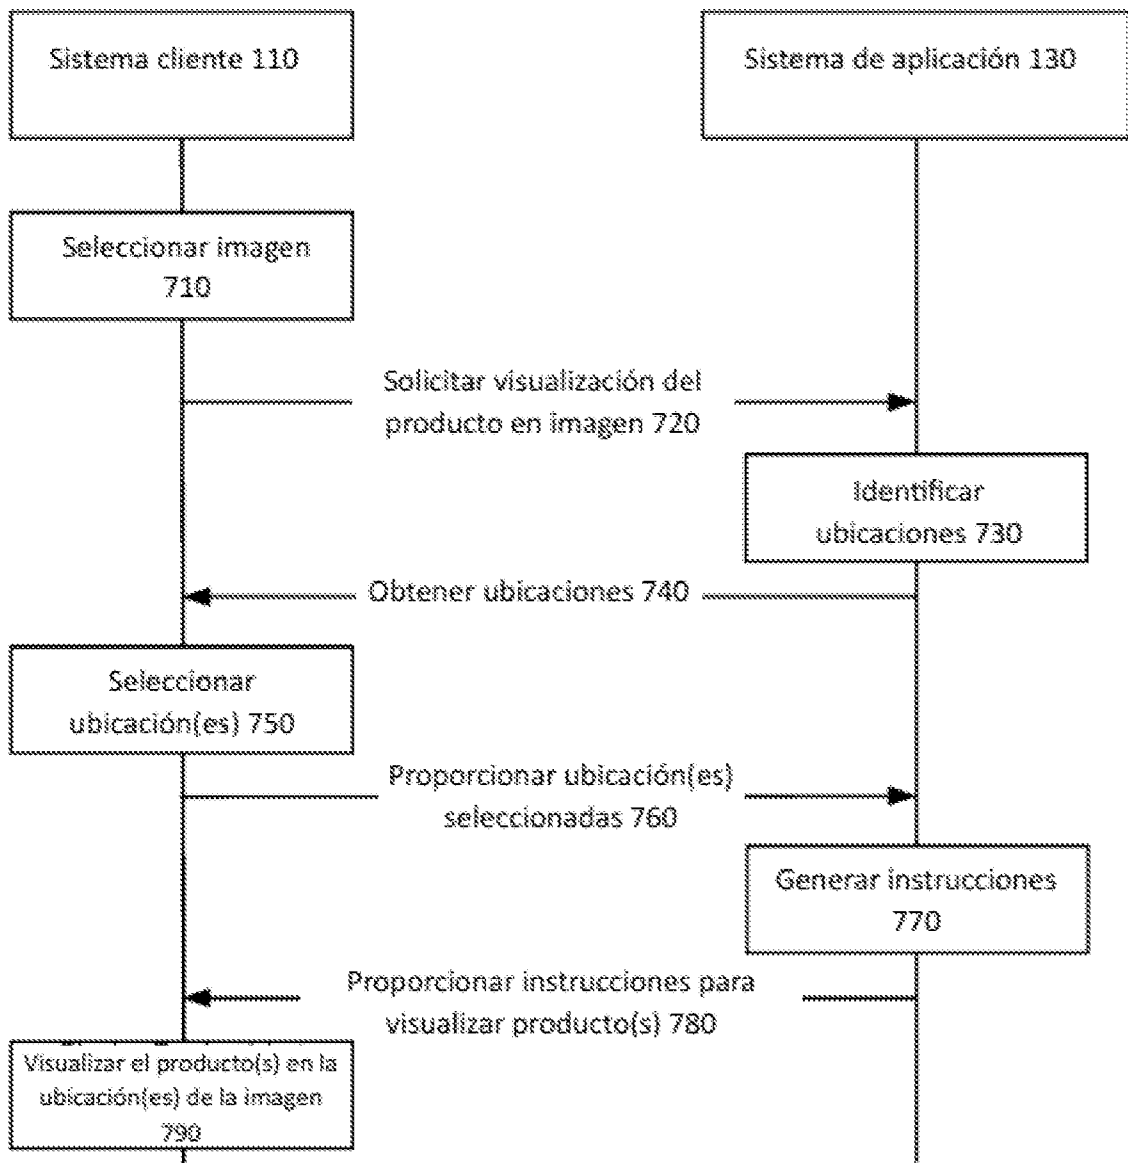 Sistema cliente 110
Sistema de aplicación 130
Seleccionar imagen
710
Solicitar visualización del
producto en imagen 720
Identificar
ubicaciones 730
Obtener ubicaciones 740
Seleccionar
ubicación(es) 750
Proporcionar ubicación(es)
seleccionadas 760
Generar instrucciones
770
Proporcionar instrucciones para
visualizar producto(s) 780
Visualizar el producto(s) en la
ubicación(es) de la imagen
790